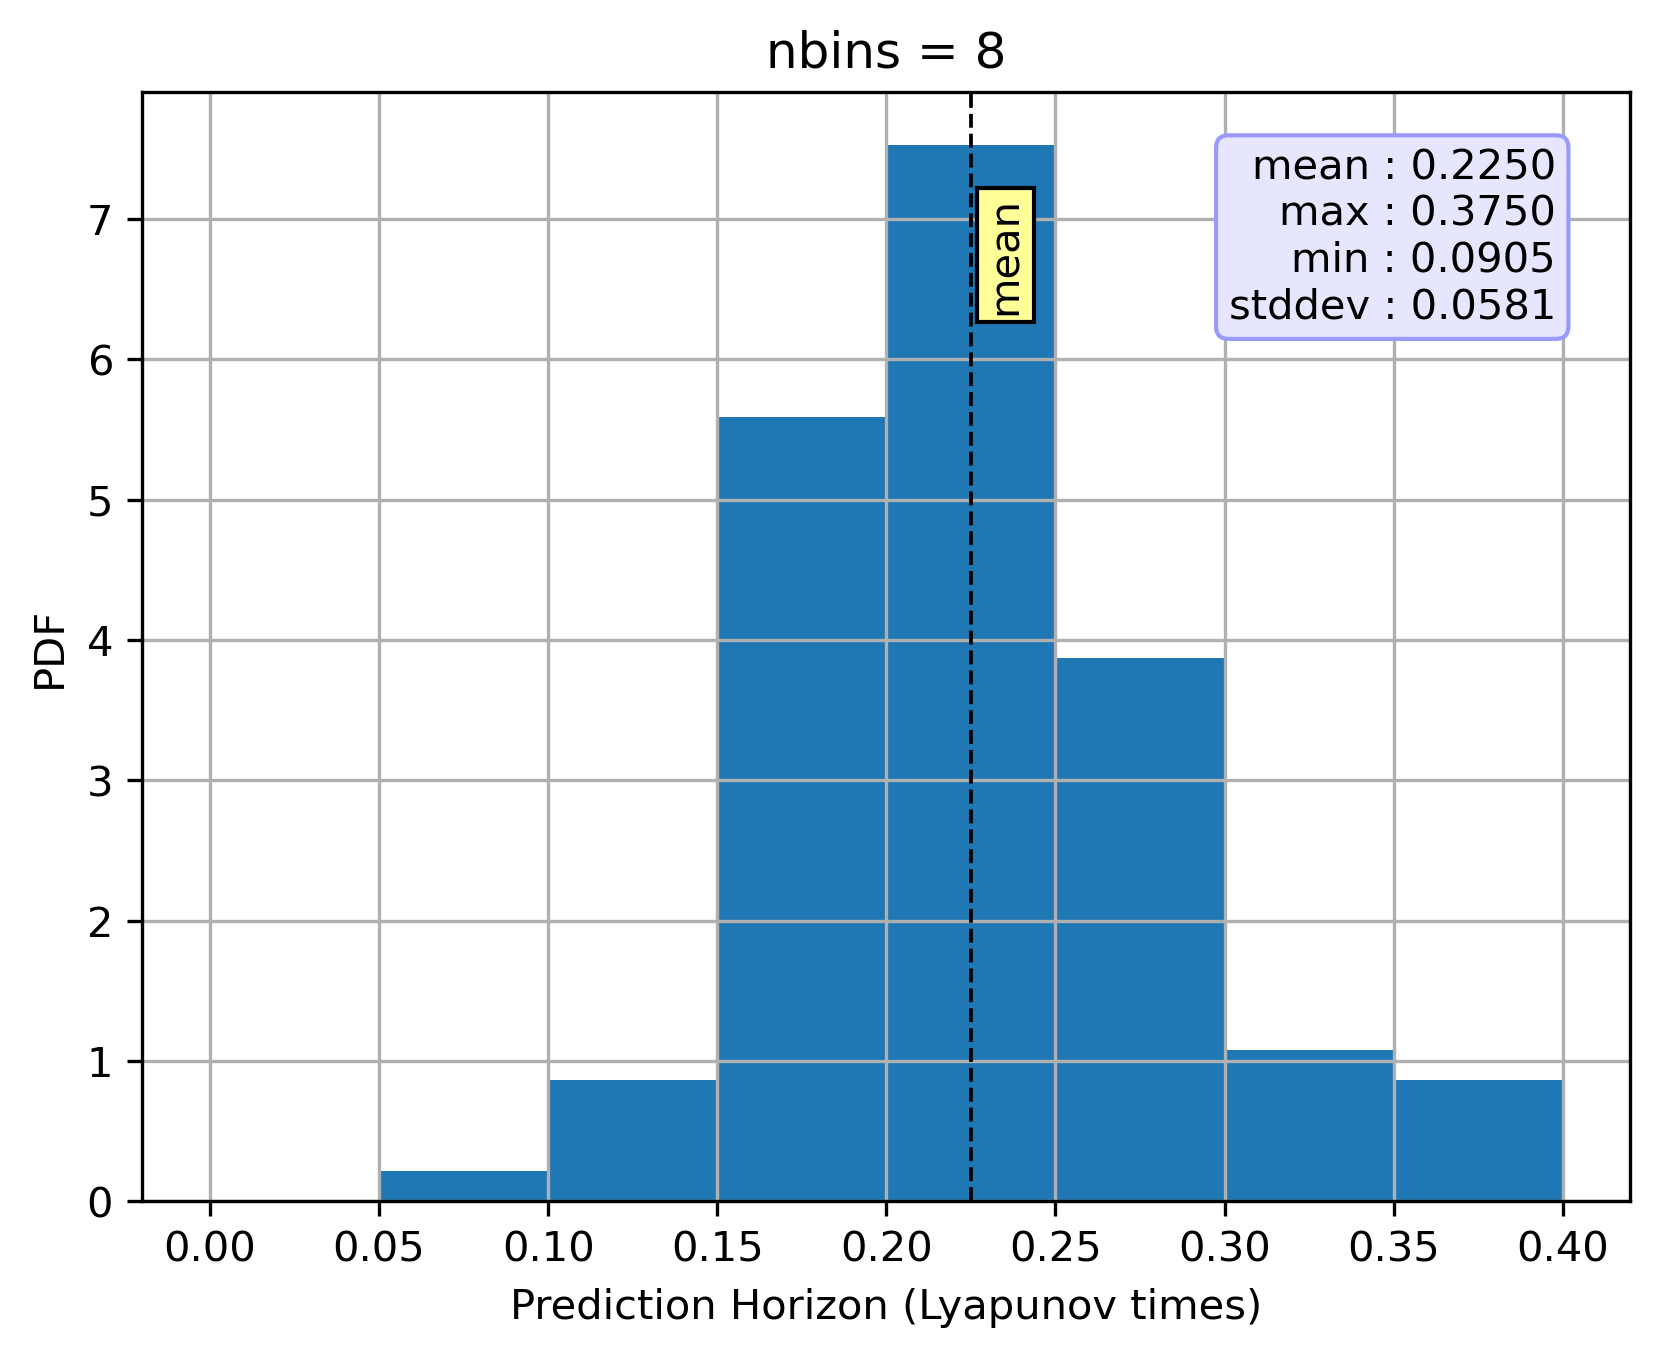 nbins = 8
mean : 0.2250
max : 0.3750
min : 0.0905
stddev : 0.0581
mean
PDF
7
6
5
4
3
2
1
0
0.00 0.05 0.10 0.15 0.20 0.25 0.30 0.35 0.40
Prediction Horizon (Lyapunov times)